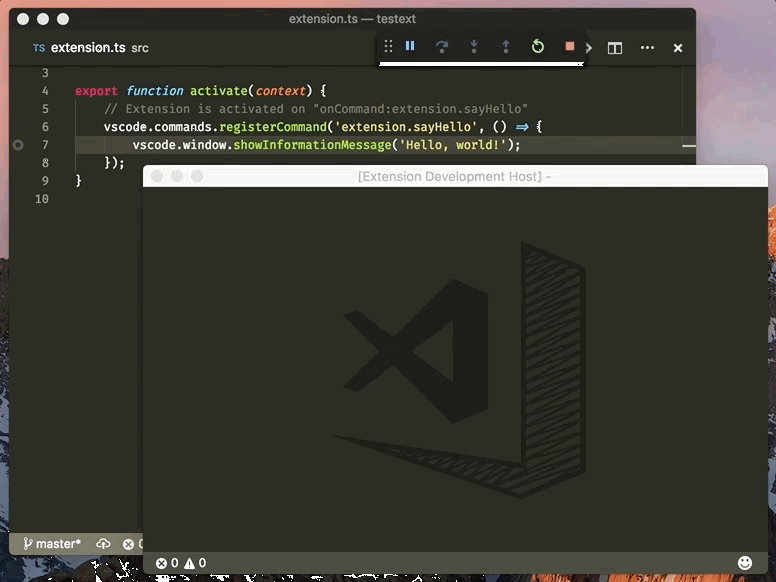 extension.ts — testext
TS extension.ts src
3
4 export function activate(context) {
5 // Extension is activated on "onCommand:extension.sayHello"
6 vscode.commands.registerCommand('extension.sayHello', () ⇒ {
7 vscode.window.showInformationMessage('Hello, world!');
8 });
9 }
10
[Extension Development Host] -
master* 0
0 0